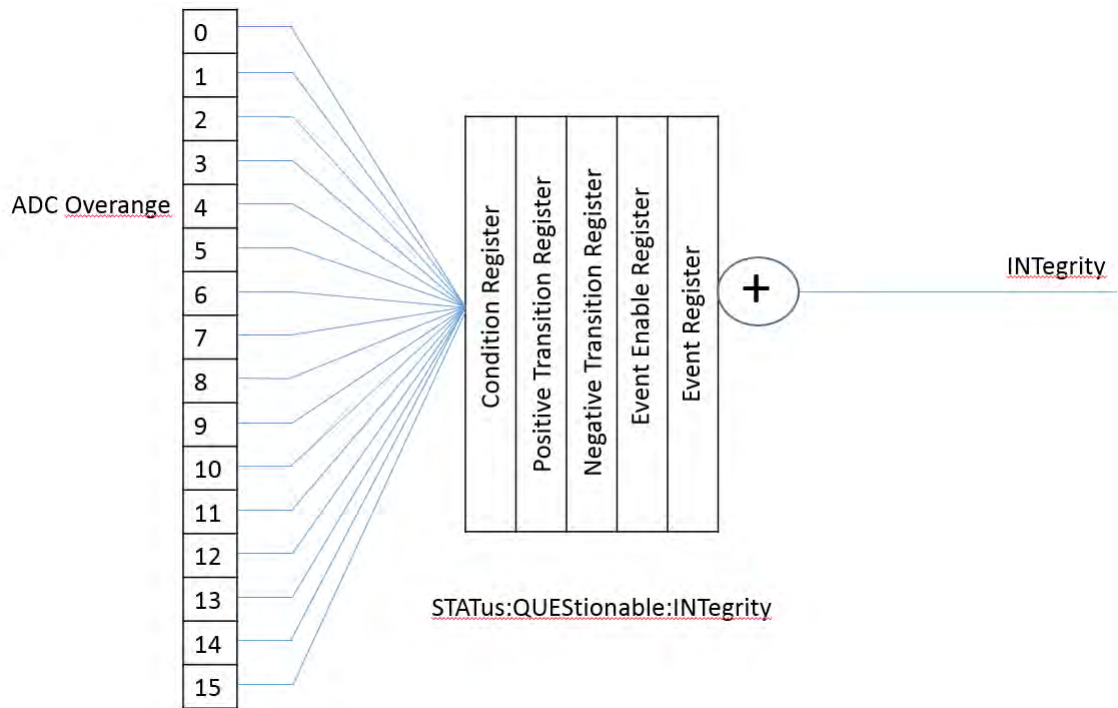 0
1
2
3
ADC Overange 4
5
6
7
8
9
10
11
12
13
14
15
Condition Register
Positive Transition Register
Negative Transition Register
Event Enable Register
Event Register
+
INTegrity
STATus:QUEStionable:INTegrity